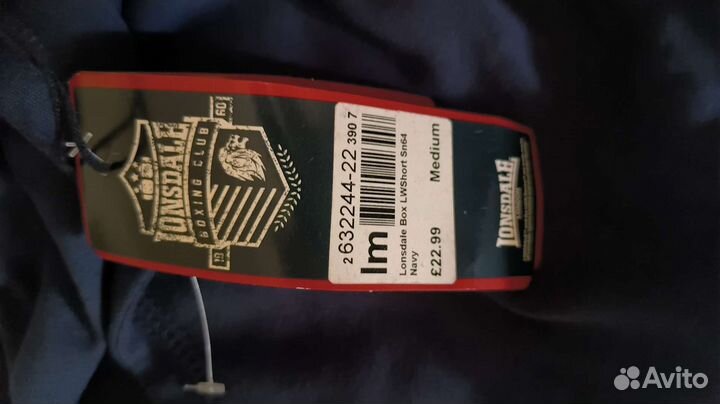 LONSDALE
BOXING CLUB
19 60
2 632244-22 390 7
lm
Lonsdale Box LWShort Sn64
Navy
Medium
£22.99
LONSDALE
Avito